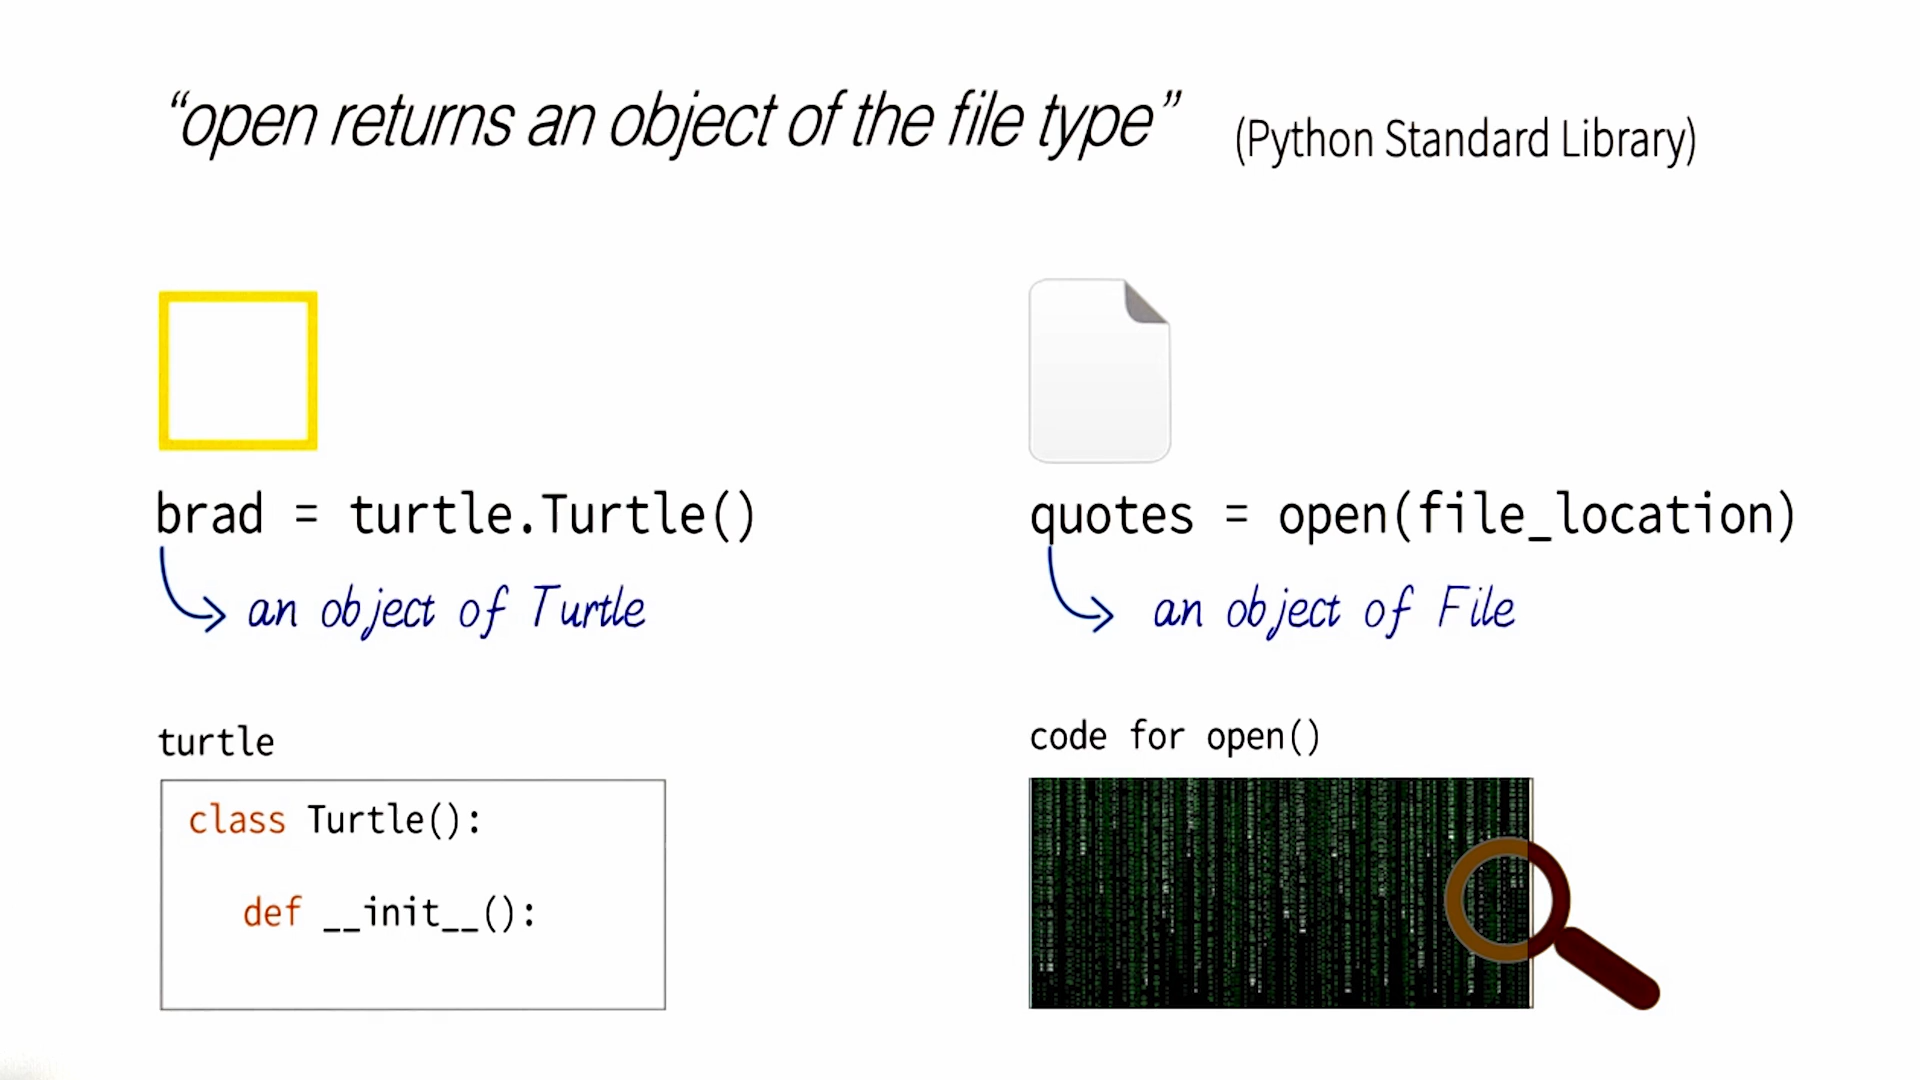 “open returns an object of the file type” (Python Standard Library)
brad = turtle.Turtle()
an object of Turtle
turtle
class Turtle():
def __init__():
quotes = open(file_location)
an object of File
code for open()